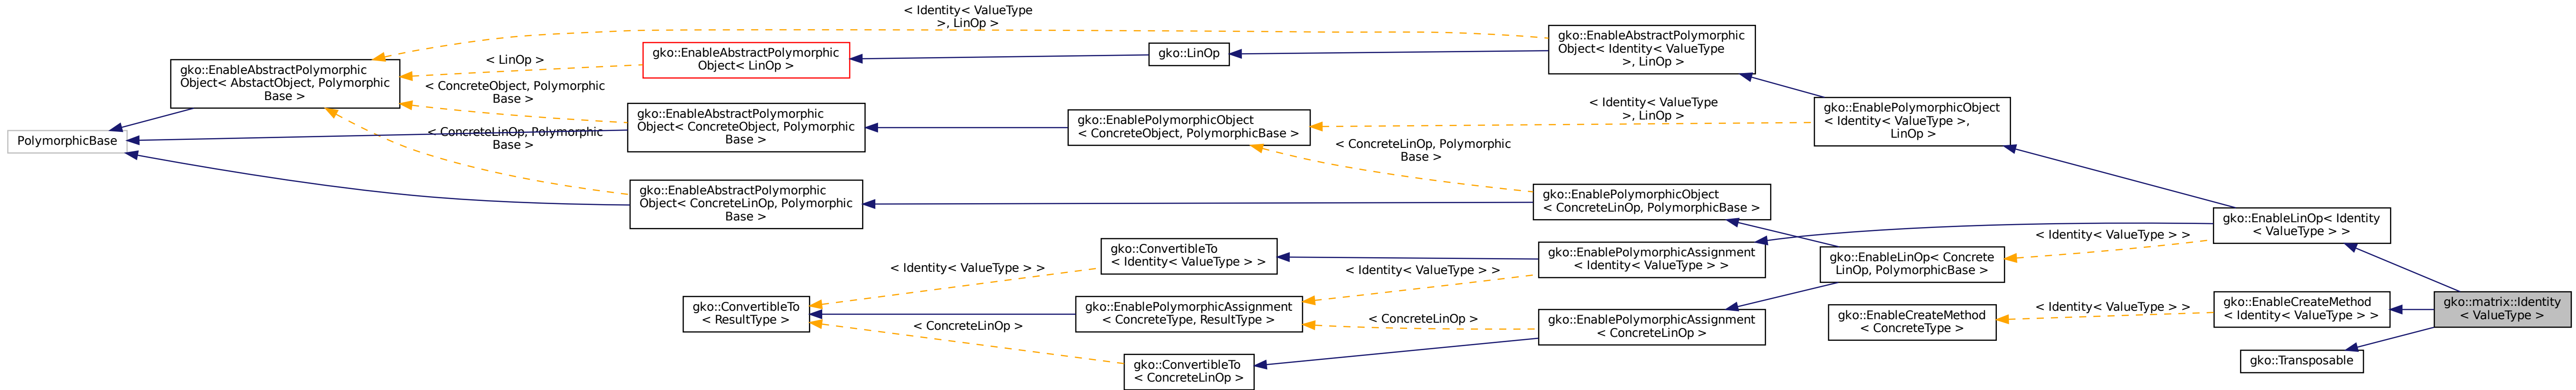 PolymorphicBase
gko::EnableAbstractPolymorphic
Object< AbstactObject, Polymorphic
Base >
< Identity< ValueType
>, LinOp >
< LinOp >
< ConcreteObject, Polymorphic
Base >
< ConcreteLinOp, Polymorphic
Base >
gko::EnableAbstractPolymorphic
Object< LinOp >
gko::EnableAbstractPolymorphic
Object< ConcreteObject, Polymorphic
Base >
gko::EnableAbstractPolymorphic
Object< ConcreteLinOp, Polymorphic
Base >
gko::ConvertibleTo
< ResultType >
< Identity< ValueType > >
< ConcreteLinOp >
gko::LinOp
gko::EnablePolymorphicObject
< ConcreteObject, PolymorphicBase >
gko::ConvertibleTo
< Identity< ValueType > >
gko::EnablePolymorphicAssignment
< ConcreteType, ResultType >
gko::ConvertibleTo
< ConcreteLinOp >
< Identity< ValueType
>, LinOp >
< ConcreteLinOp, Polymorphic
Base >
< Identity< ValueType > >
< ConcreteLinOp >
gko::EnableAbstractPolymorphic
Object< Identity< ValueType
>, LinOp >
gko::EnablePolymorphicObject
< ConcreteLinOp, PolymorphicBase >
gko::EnablePolymorphicAssignment
< Identity< ValueType > >
gko::EnablePolymorphicAssignment
< ConcreteLinOp >
gko::EnablePolymorphicObject
< Identity< ValueType >,
LinOp >
gko::EnableLinOp< Concrete
LinOp, PolymorphicBase >
gko::EnableCreateMethod
< ConcreteType >
< Identity< ValueType > >
< Identity< ValueType > >
gko::EnableLinOp< Identity
< ValueType > >
gko::EnableCreateMethod
< Identity< ValueType > >
gko::Transposable
gko::matrix::Identity
< ValueType >